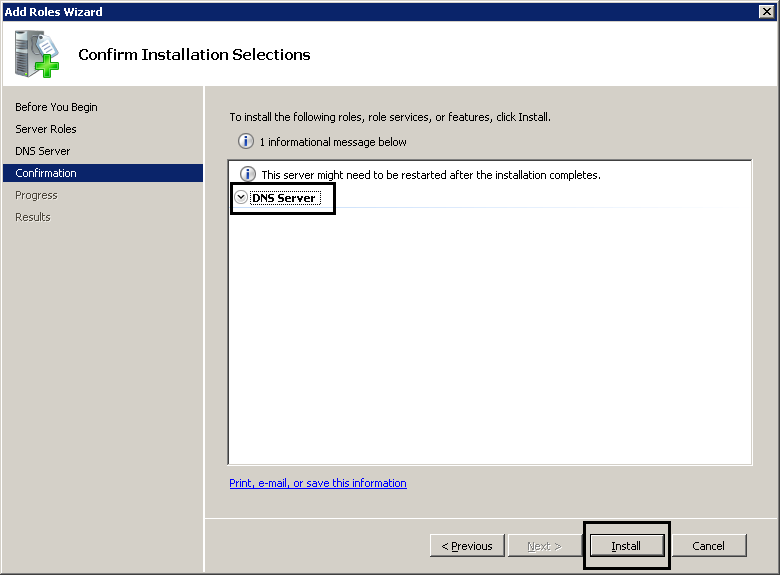 Add Roles Wizard
Confirm Installation Selections
Before You Begin
Server Roles
DNS Server
Confirmation
Progress
Results
To install the following roles, role services, or features, click Install.
1 informational message below
This server might need to be restarted after the installation completes.
DNS Server
Print, e-mail, or save this information
< Previous
Next >
Install
Cancel